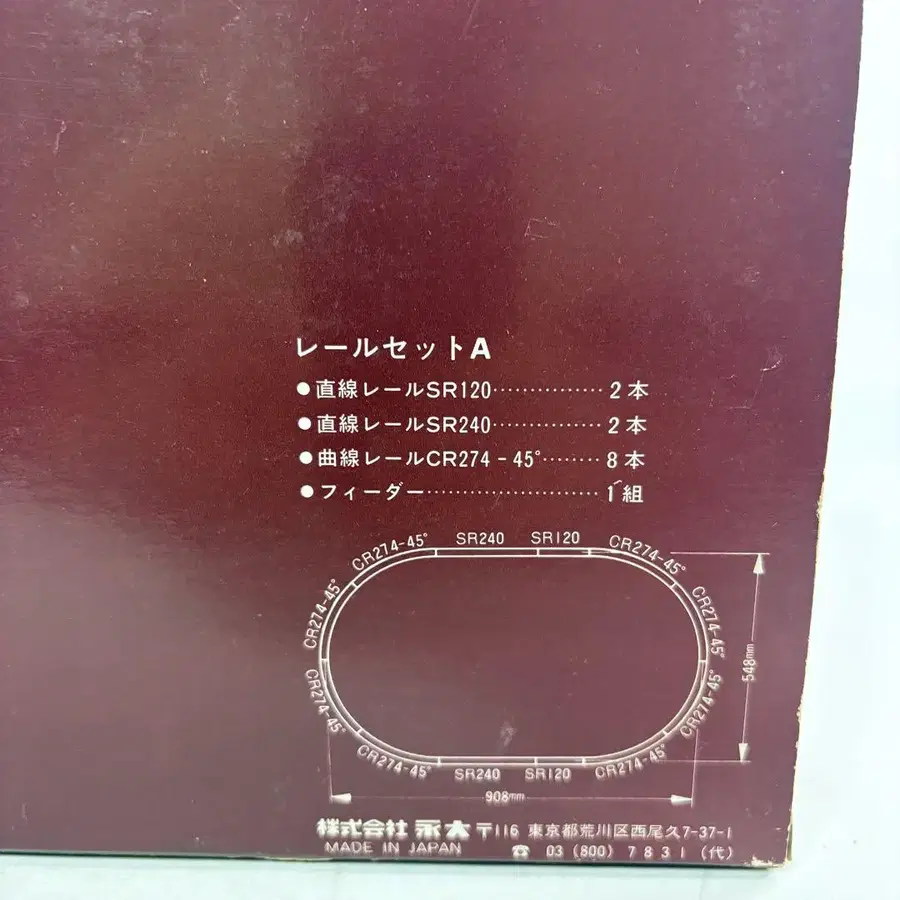 レールセットA
●直線レールSR120··············· 2本
●直線レールSR240··············· 2本
●曲線レールCR274-45°········ 8本
●フィーダー························ 1組
CR274-45° SR240 SR120 CR274-45°
CR274-45° CR274-45°
548mm
CR274-45° CR274-45°
CR274-45° SR240 SR120 CR274-45°
908mm
株式会社 永大 〒116 東京都荒川区西尾久7-37-1
MADE IN JAPAN ☎ 03 (800) 7831 (代)